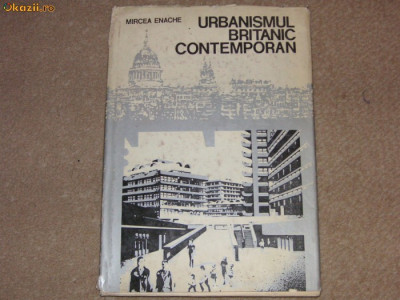 okazii.ro
MIRCEA ENACHE
URBANISMUL
BRITANIC
CONTEMPORAN